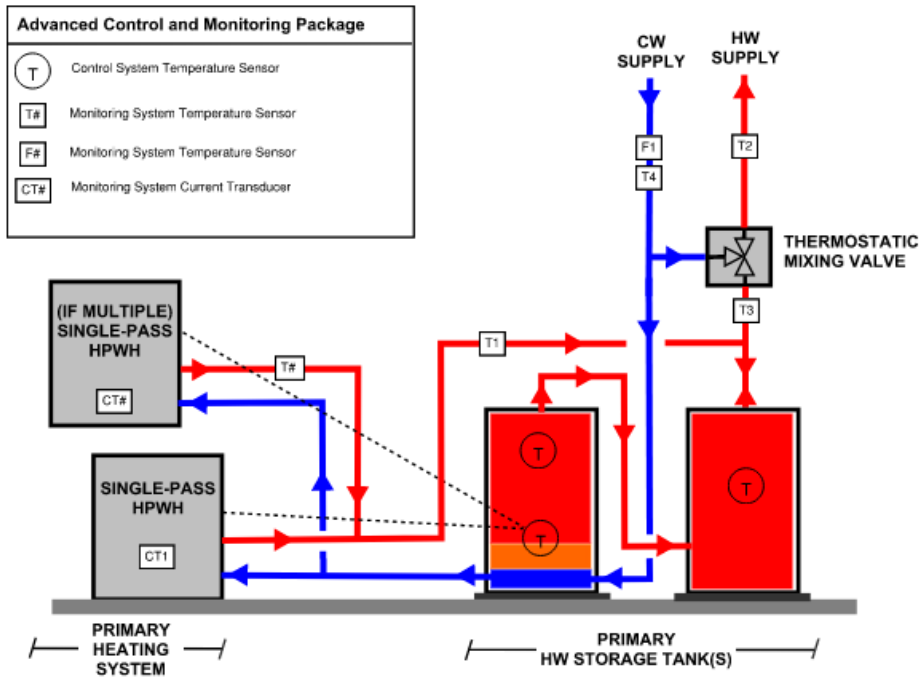 Advanced Control and Monitoring Package
T
Control System Temperature Sensor
T#
Monitoring System Temperature Sensor
F#
Monitoring System Temperature Sensor
CT#
Monitoring System Current Transducer
CW
SUPPLY
HW
SUPPLY
F1
T4
T2
THERMOSTATIC
MIXING VALVE
T3
T1
(IF MULTIPLE)
SINGLE-PASS
HPWH
CT#
T#
SINGLE-PASS
HPWH
CT1
T
T
T
PRIMARY
HEATING
SYSTEM
PRIMARY
HW STORAGE TANK(S)